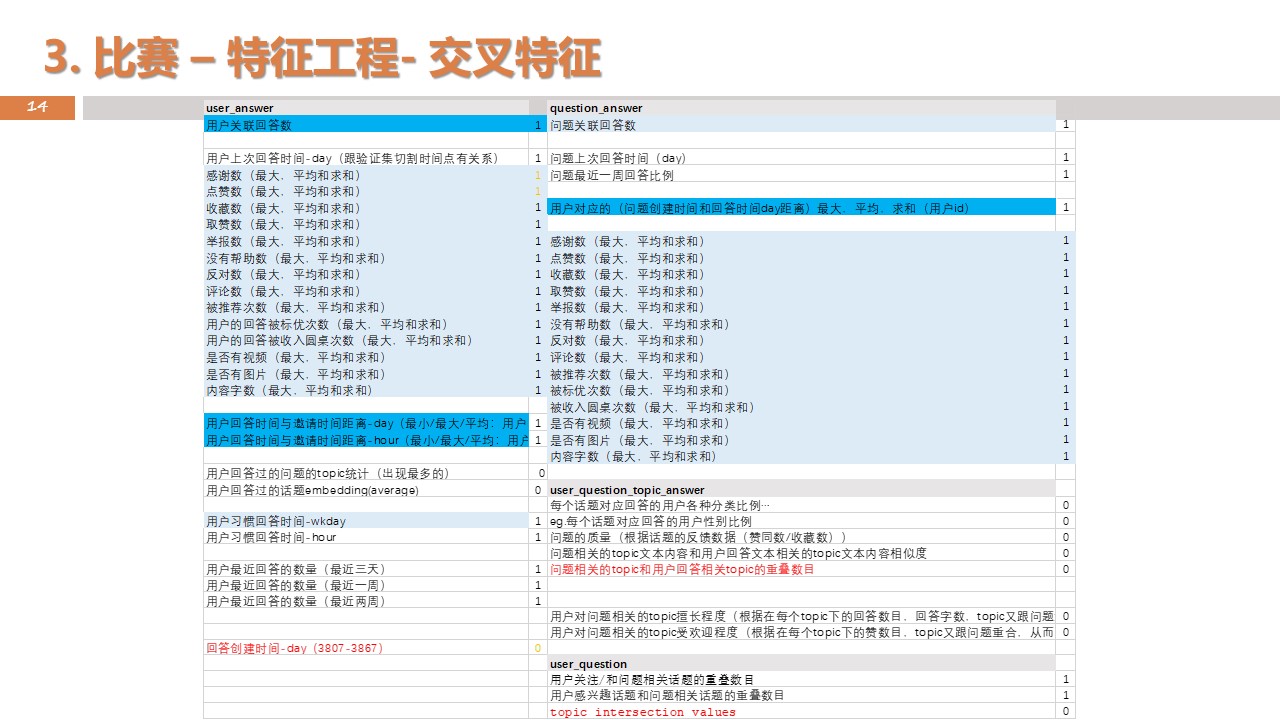 3. 比赛 – 特征工程- 交叉特征
14
user_answer
用户关联回答数 1
用户上次回答时间-day（跟验证集切割时间点有关系） 1
感谢数（最大、平均和求和） 1
点赞数（最大、平均和求和） 1
收藏数（最大、平均和求和） 1
取赞数（最大、平均和求和） 1
举报数（最大、平均和求和） 1
没有帮助数（最大、平均和求和） 1
反对数（最大、平均和求和） 1
评论数（最大、平均和求和） 1
被推荐次数（最大、平均和求和） 1
用户的回答被标优次数（最大、平均和求和） 1
用户的回答被收入圆桌次数（最大、平均和求和） 1
是否有视频（最大、平均和求和） 1
是否有图片（最大、平均和求和） 1
内容字数（最大、平均和求和） 1
用户回答时间与邀请时间距离-day（最小/最大/平均：用户 1
用户回答时间与邀请时间距离-hour（最小/最大/平均：用户 1
用户回答过的问题的topic统计（出现最多的） 0
用户回答过的话题embedding(average) 0
用户习惯回答时间-wkday 1
用户习惯回答时间-hour 1
用户最近回答的数量（最近三天） 1
用户最近回答的数量（最近一周） 1
用户最近回答的数量（最近两周） 1
回答创建时间-day（3807-3867） 0
question_answer
问题关联回答数 1
问题上次回答时间（day） 1
问题最近一周回答比例 1
用户对应的（问题创建时间和回答时间day距离）最大、平均、求和（用户id） 1
感谢数（最大、平均和求和） 1
点赞数（最大、平均和求和） 1
收藏数（最大、平均和求和） 1
取赞数（最大、平均和求和） 1
举报数（最大、平均和求和） 1
没有帮助数（最大、平均和求和） 1
反对数（最大、平均和求和） 1
评论数（最大、平均和求和） 1
被推荐次数（最大、平均和求和） 1
被标优次数（最大、平均和求和） 1
被收入圆桌次数（最大、平均和求和） 1
是否有视频（最大、平均和求和） 1
是否有图片（最大、平均和求和） 1
内容字数（最大、平均和求和） 1
user_question_topic_answer
每个话题对应回答的用户各种分类比例… 0
eg.每个话题对应回答的用户性别比例 0
问题的质量（根据话题的反馈数据（赞同数/收藏数）） 0
问题相关的topic文本内容和用户回答文本相关的topic文本内容相似度 0
问题相关的topic和用户回答相关topic的重叠数目 0
用户对问题相关的topic擅长程度（根据在每个topic下的回答数目，回答字数，topic又跟问题 0
用户对问题相关的topic受欢迎程度（根据在每个topic下的赞数目，topic又跟问题重合，从而 0
user_question
用户关注/和问题相关话题的重叠数目 1
用户感兴趣话题和问题相关话题的重叠数目 1
topic intersection values 0